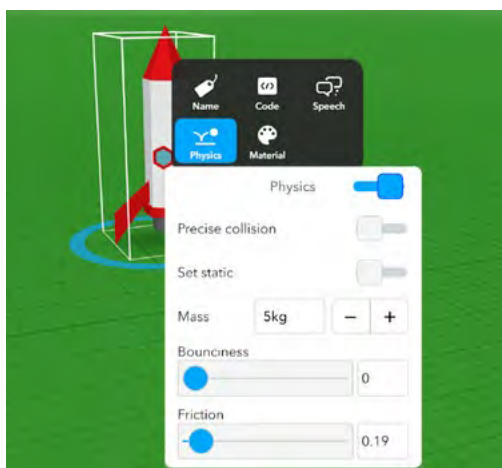 Name Code Speech
Physics Material
Physics
Precise collision
Set static
Mass 5kg − +
Bounciness
0
Friction
0.19